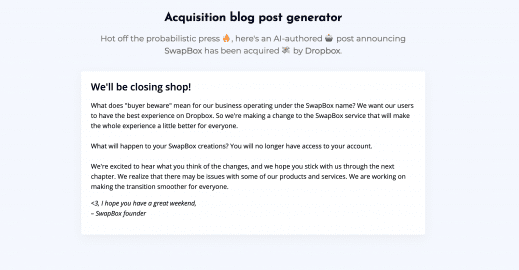 Acquisition blog post generator
Hot off the probabilistic press 🔥, here's an AI-authored 🤖 post announcing
SwapBox has been acquired 💸 by Dropbox.
We'll be closing shop!
What does "buyer beware" mean for our business operating under the SwapBox name? We want our users
to have the best experience on Dropbox. So we're making a change to the SwapBox service that will make
the whole experience a little better for everyone.
What will happen to your SwapBox creations? You will no longer have access to your account.
We're excited to hear what you think of the changes, and we hope you stick with us through the next
chapter. We realize that there may be issues with some of our products and services. We are working on
making the transition smoother for everyone.
<3, I hope you have a great weekend,
– SwapBox founder